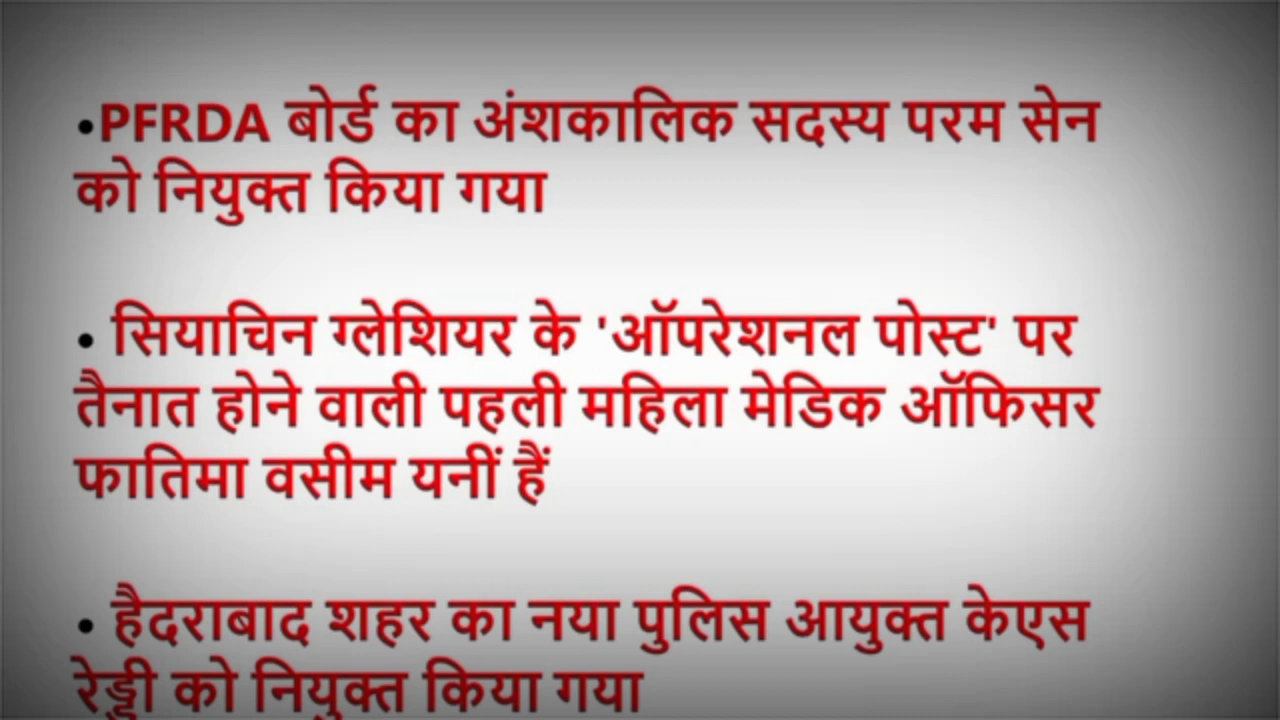 •PFRDA बोर्ड का अंशकालिक सदस्य परम सेन
को नियुक्त किया गया
• सियाचिन ग्लेशियर के 'ऑपरेशनल पोस्ट' पर
तैनात होने वाली पहली महिला मेडिक ऑफिसर
फातिमा वसीम यनीं हैं
• हैदराबाद शहर का नया पुलिस आयुक्त केएस
रेड्डी को नियुक्त किया गया